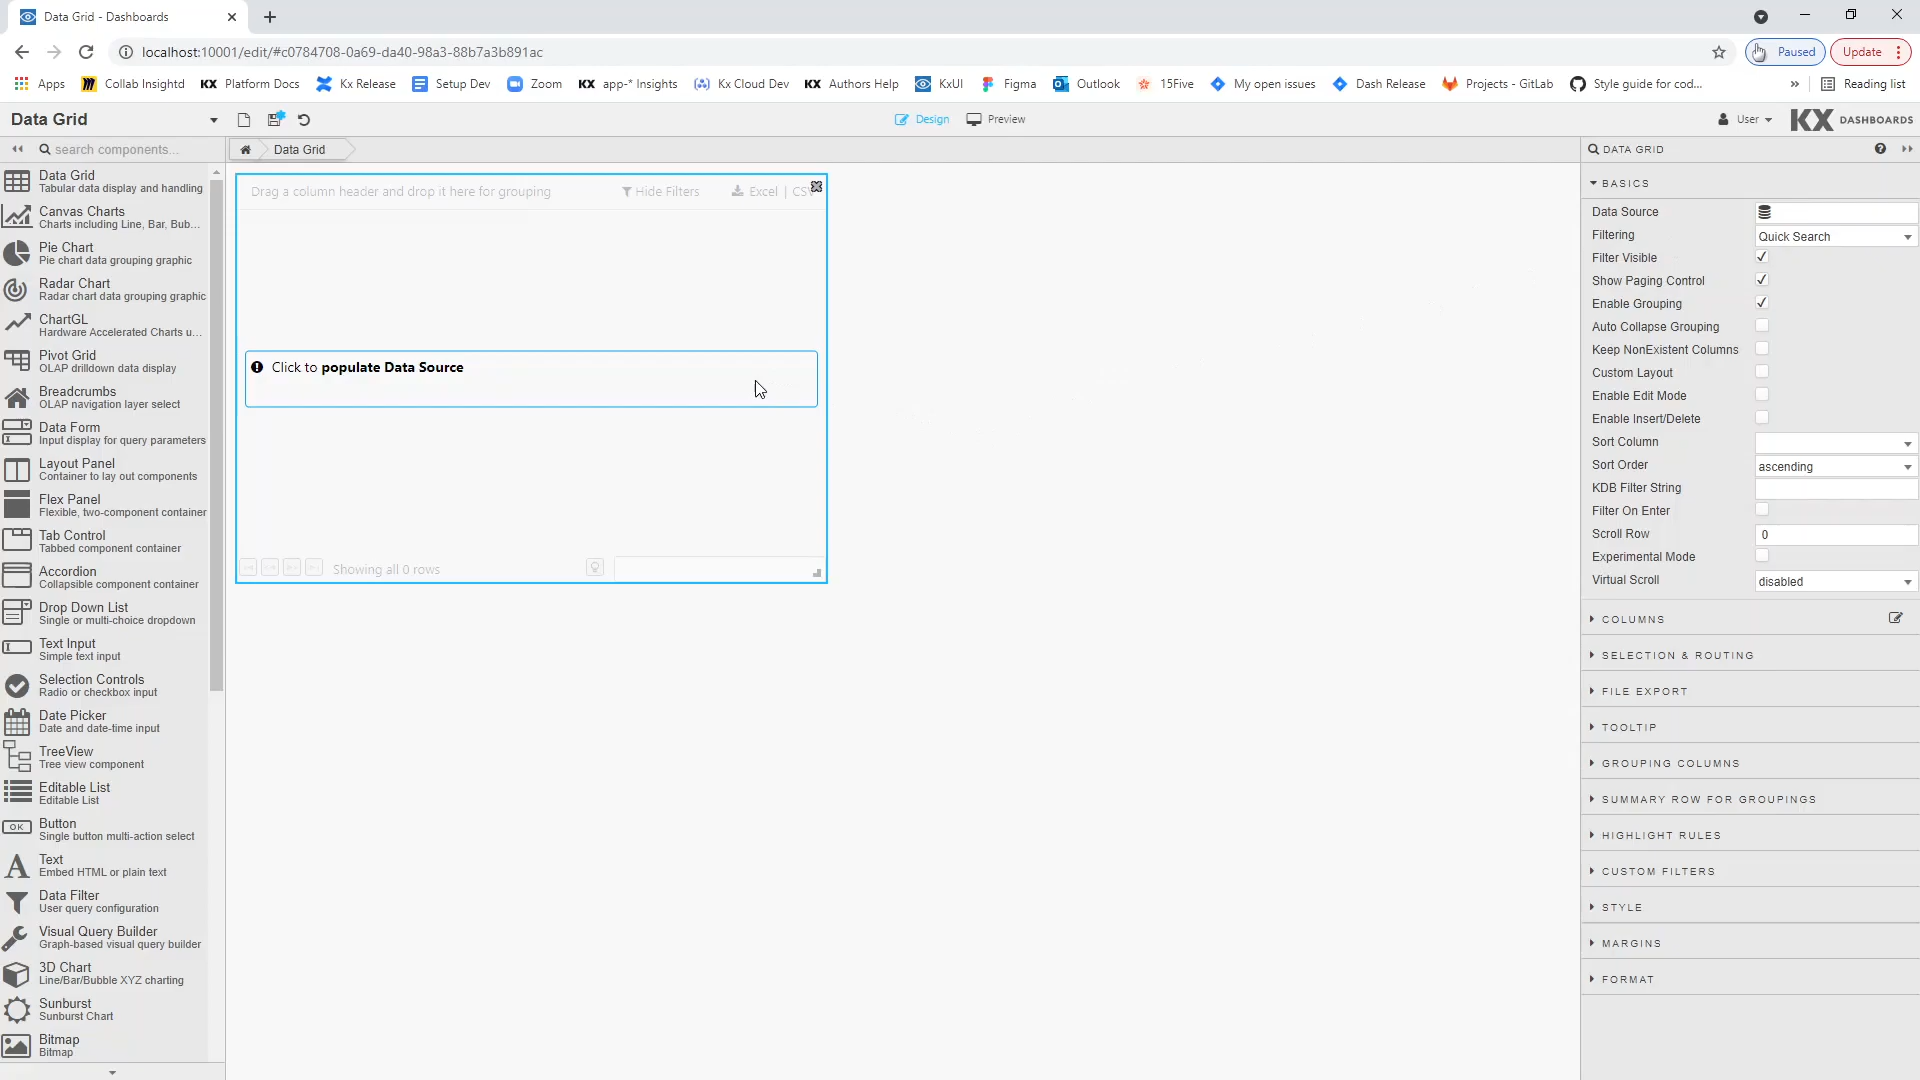 Data Grid - Dashboards
localhost:10001/edit/#c0784708-0a69-da40-98a3-88b7a3b891ac
Paused
Update
Apps
Collab Insightd
KX Platform Docs
Kx Release
Setup Dev
Zoom
KX app-* Insights
Kx Cloud Dev
KX Authors Help
KxUI
Figma
Outlook
15Five
My open issues
Dash Release
Projects - GitLab
Style guide for cod...
»
Reading list
Data Grid
Design
Preview
User
KX DASHBOARDS
search components...
Data Grid
DATA GRID
Data Grid
Tabular data display and handling
Canvas Charts
Charts including Line, Bar, Bub...
Pie Chart
Pie chart data grouping graphic
Radar Chart
Radar chart data grouping graphic
ChartGL
Hardware Accelerated Charts u...
Pivot Grid
OLAP drilldown data display
Breadcrumbs
OLAP navigation layer select
Data Form
Input display for query parameters
Layout Panel
Container to lay out components
Flex Panel
Flexible, two-component container
Tab Control
Tabbed component container
Accordion
Collapsible component container
Drop Down List
Single or multi-choice dropdown
Text Input
Simple text input
Selection Controls
Radio or checkbox input
Date Picker
Date and date-time input
TreeView
Tree view component
Editable List
Editable List
OK
Button
Single button multi-action select
Text
Embed HTML or plain text
Data Filter
User query configuration
Visual Query Builder
Graph-based visual query builder
3D Chart
Line/Bar/Bubble XYZ charting
Sunburst
Sunburst Chart
Bitmap
Bitmap
Drag a column header and drop it here for grouping
Hide Filters
Excel | CSV
Click to populate Data Source
Showing all 0 rows
BASICS
Data Source
Filtering Quick Search
Filter Visible
Show Paging Control
Enable Grouping
Auto Collapse Grouping
Keep NonExistent Columns
Custom Layout
Enable Edit Mode
Enable Insert/Delete
Sort Column
Sort Order ascending
KDB Filter String
Filter On Enter
Scroll Row 0
Experimental Mode
Virtual Scroll disabled
COLUMNS
SELECTION & ROUTING
FILE EXPORT
TOOLTIP
GROUPING COLUMNS
SUMMARY ROW FOR GROUPINGS
HIGHLIGHT RULES
CUSTOM FILTERS
STYLE
MARGINS
FORMAT